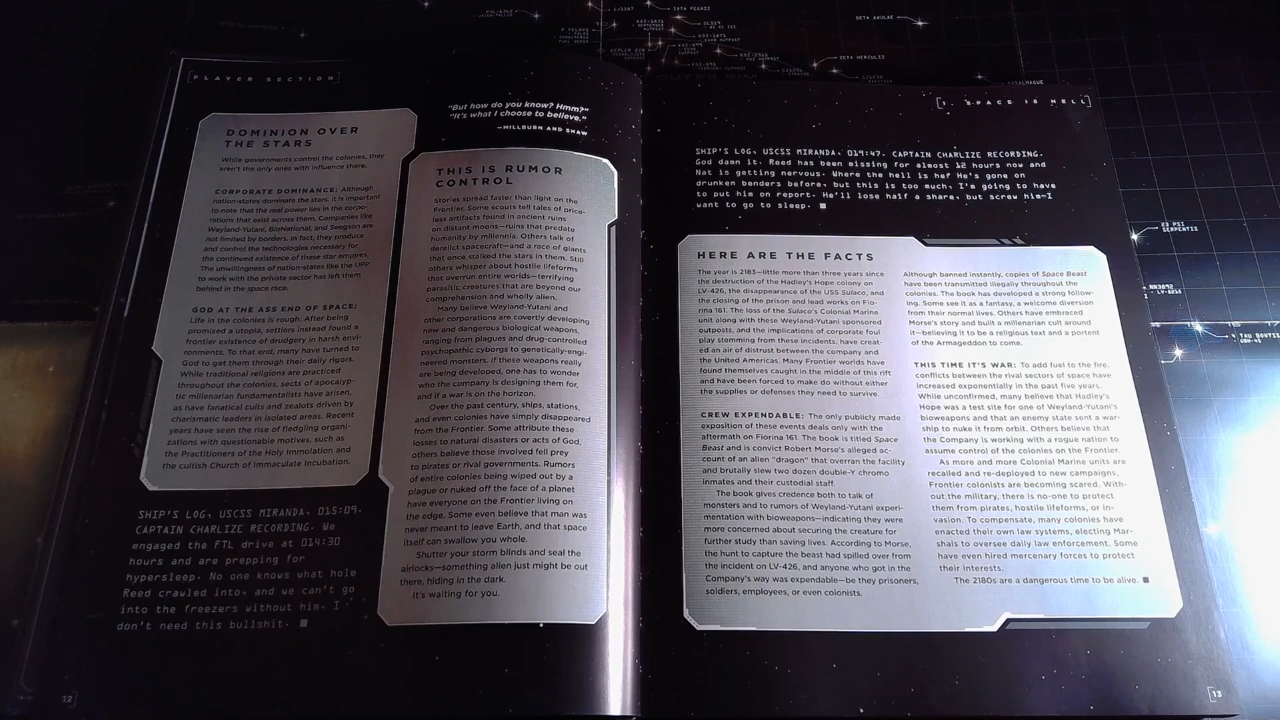 [PLAYER SECTION]
"But how do you know? Hmm?"
"It's what I choose to believe."
—MILLBURN AND SHAW
DOMINION OVER
THE STARS
While governments control the colonies, they
aren't the only ones with influence there.
CORPORATE DOMINANCE: Although
nation-states dominate the stars, it is important
to note that the real power lies in the corpo-
rations that exist across them. Companies like
Weyland-Yutani, BioNational, and Seegson are
not limited by borders. In fact, they produce
and control the technologies necessary for
the continued existence of these star empires.
The unwillingness of nation-states like the UPP
to work with the private sector has left them
behind in the space race.
GOD AT THE ASS END OF SPACE:
Life in the colonies is rough. After being
promised a utopia, settlers instead found a
frontier existence of drudgery in harsh envi-
ronments. To that end, many have turned to
God to get them through their daily rigors.
While traditional religions are practiced
throughout the colonies, sects of apocalyp-
tic millenarian fundamentalists have arisen,
as have fanatical cults and zealots driven by
charismatic leaders in isolated areas. Recent
years have seen the rise of fledgling organi-
zations with questionable motives, such as
the Practitioners of the Holy Immolation and
the cultish Church of Immaculate Incubation.
SHIP'S LOG, USCSS MIRANDA, 015:09.
CAPTAIN CHARLIZE RECORDING. We
engaged the FTL drive at 014:30
hours and are prepping for
hypersleep. No one knows what hole
Reed crawled into, and we can't go
into the freezers without him. I
don't need this bullshit. ■
THIS IS RUMOR
CONTROL
Stories spread faster than light on the
Frontier. Some scouts tell tales of price-
less artifacts found in ancient ruins
on distant moons—ruins that predate
humanity by millennia. Others talk of
derelict spacecraft—and a race of giants
that once stalked the stars in them. Still
others whisper about hostile lifeforms
that overrun entire worlds—terrifying
parasitic creatures that are beyond our
comprehension and wholly alien.
Many believe Weyland-Yutani and
other corporations are covertly developing
new and dangerous biological weapons,
ranging from plagues and drug-controlled
psychopathic cyborgs to genetically-engi-
neered monsters. If these weapons really
are being developed, one has to wonder
who the company is designing them for,
and if a war is on the horizon.
Over the past century, ships, stations,
and even colonies have simply disappeared
from the Frontier. Some attribute these
losses to natural disasters or acts of God,
others believe those involved fell prey
to pirates or rival governments. Rumors
of entire colonies being wiped out by a
plague or nuked off the face of a planet
have everyone on the Frontier living on
the edge. Some even believe that man was
never meant to leave Earth, and that space
itself can swallow you whole.
Shutter your storm blinds and seal the
airlocks—something alien just might be out
there, hiding in the dark.
It's waiting for you.
12
[1. SPACE IS HELL]
SHIP'S LOG, USCSS MIRANDA, 019:47. CAPTAIN CHARLIZE RECORDING.
God damn it. Reed has been missing for almost 12 hours now and
Nat is getting nervous. Where the hell is he? He's gone on
drunken benders before, but this is too much. I'm going to have
to put him on report. He'll lose half a share, but screw him—I
want to go to sleep. ■
HERE ARE THE FACTS
The year is 2183—little more than three years since
the destruction of the Hadley's Hope colony on
LV-426, the disappearance of the USS Sulaco, and
the closing of the prison and lead works on Fio-
rina 161. The loss of the Sulaco's Colonial Marine
unit along with these Weyland-Yutani sponsored
outposts, and the implications of corporate foul
play stemming from these incidents, have creat-
ed an air of distrust between the company and
the United Americas. Many Frontier worlds have
found themselves caught in the middle of this rift
and have been forced to make do without either
the supplies or defenses they need to survive.
CREW EXPENDABLE: The only publicly made
exposition of these events deals only with the
aftermath on Fiorina 161. The book is titled Space
Beast and is convict Robert Morse's alleged ac-
count of an alien "dragon" that overran the facility
and brutally slew two dozen double-Y chromo
inmates and their custodial staff.
The book gives credence both to talk of
monsters and to rumors of Weyland-Yutani experi-
mentation with bioweapons—indicating they were
more concerned about securing the creature for
further study than saving lives. According to Morse,
the hunt to capture the beast had spilled over from
the incident on LV-426, and anyone who got in the
Company's way was expendable—be they prisoners,
soldiers, employees, or even colonists.
Although banned instantly, copies of Space Beast
have been transmitted illegally throughout the
colonies. The book has developed a strong follow-
ing. Some see it as a fantasy, a welcome diversion
from their normal lives. Others have embraced
Morse's story and built a millenarian cult around
it—believing it to be a religious text and a portent
of the Armageddon to come.
THIS TIME IT'S WAR: To add fuel to the fire,
conflicts between the rival sectors of space have
increased exponentially in the past five years.
While unconfirmed, many believe that Hadley's
Hope was a test site for one of Weyland-Yutani's
bioweapons and that an enemy state sent a war-
ship to nuke it from orbit. Others believe that
the Company is working with a rogue nation to
assume control of the colonies on the Frontier.
As more and more Colonial Marine units are
recalled and re-deployed to new campaigns,
Frontier colonists are becoming scared. With-
out the military, there is no-one to protect
them from pirates, hostile lifeforms, or in-
vasion. To compensate, many colonies have
enacted their own law systems, electing Mar-
shals to oversee daily law enforcement. Some
have even hired mercenary forces to protect
their interests.
The 2180s are a dangerous time to be alive. ■
13
ZETA HERCULIS
23 PSI
SERPENTIS